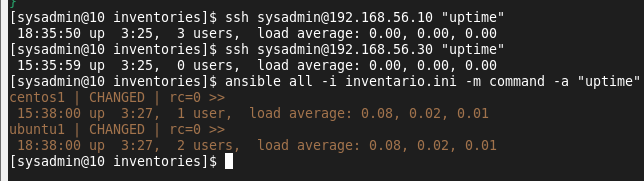 }
[sysadmin@10 inventories]$ ssh sysadmin@192.168.56.10 "uptime"
 18:35:50 up  3:25,  3 users,  load average: 0.00, 0.00, 0.00
[sysadmin@10 inventories]$ ssh sysadmin@192.168.56.30 "uptime"
 15:35:59 up  3:25,  0 users,  load average: 0.00, 0.00, 0.00
[sysadmin@10 inventories]$ ansible all -i inventario.ini -m command -a "uptime"
centos1 | CHANGED | rc=0 >>
 15:38:00 up  3:27,  1 user,  load average: 0.08, 0.02, 0.01
ubuntu1 | CHANGED | rc=0 >>
 18:38:00 up  3:27,  2 users,  load average: 0.08, 0.02, 0.01
[sysadmin@10 inventories]$